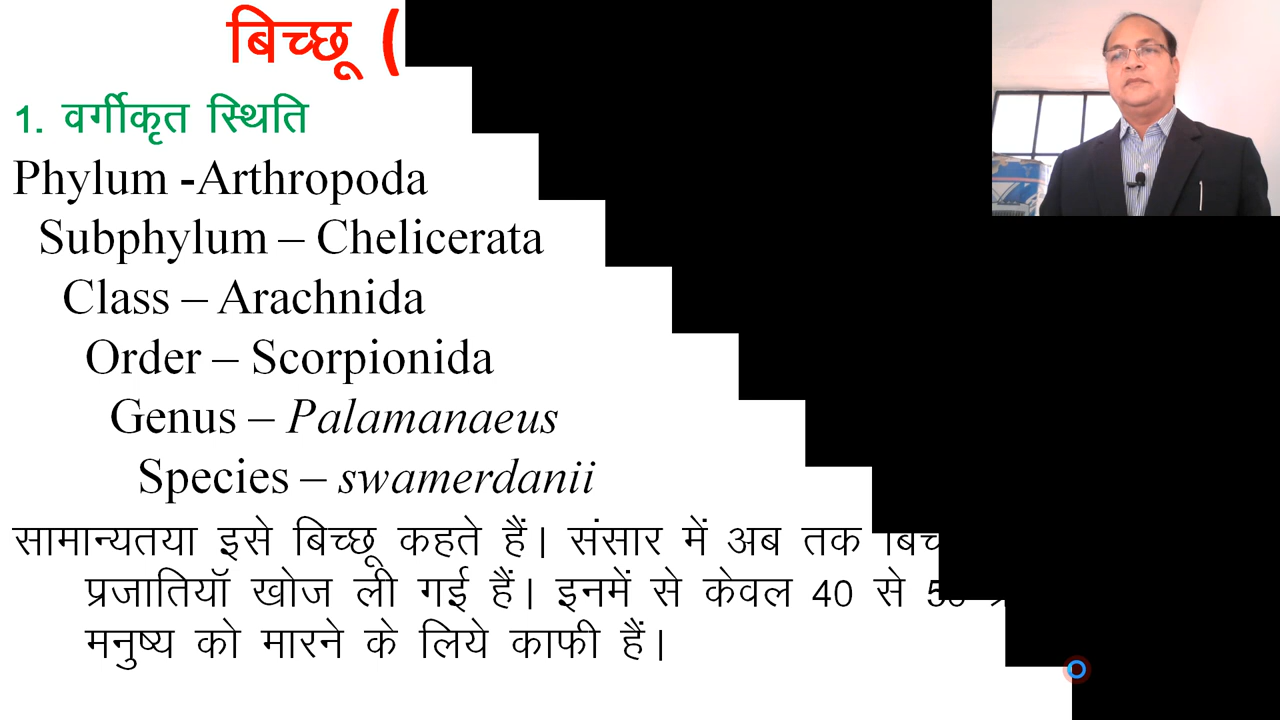 बिच्छू (
1. वर्गीकृत स्थिति
Phylum -Arthropoda
Subphylum – Chelicerata
Class – Arachnida
Order – Scorpionida
Genus – Palamanaeus
Species – swamerdanii
सामान्यतया इसे बिच्छू कहते हैं। संसार में अब तक
प्रजातियॉ खोज ली गई हैं। इनमें से केवल 40 से
मनुष्य को मारने के लिये काफी हैं।